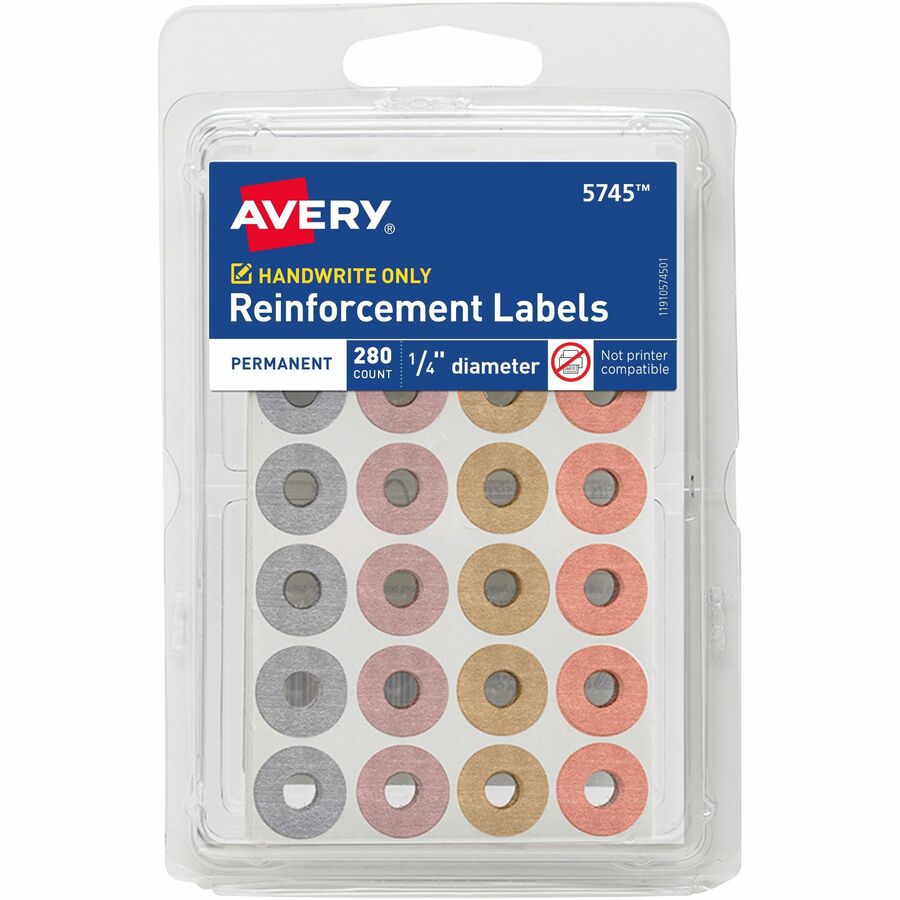 AVERY®
5745™
HANDWRITE ONLY
Reinforcement Labels
11910574501
PERMANENT
280
COUNT
1/4" diameter
Not printer
compatible